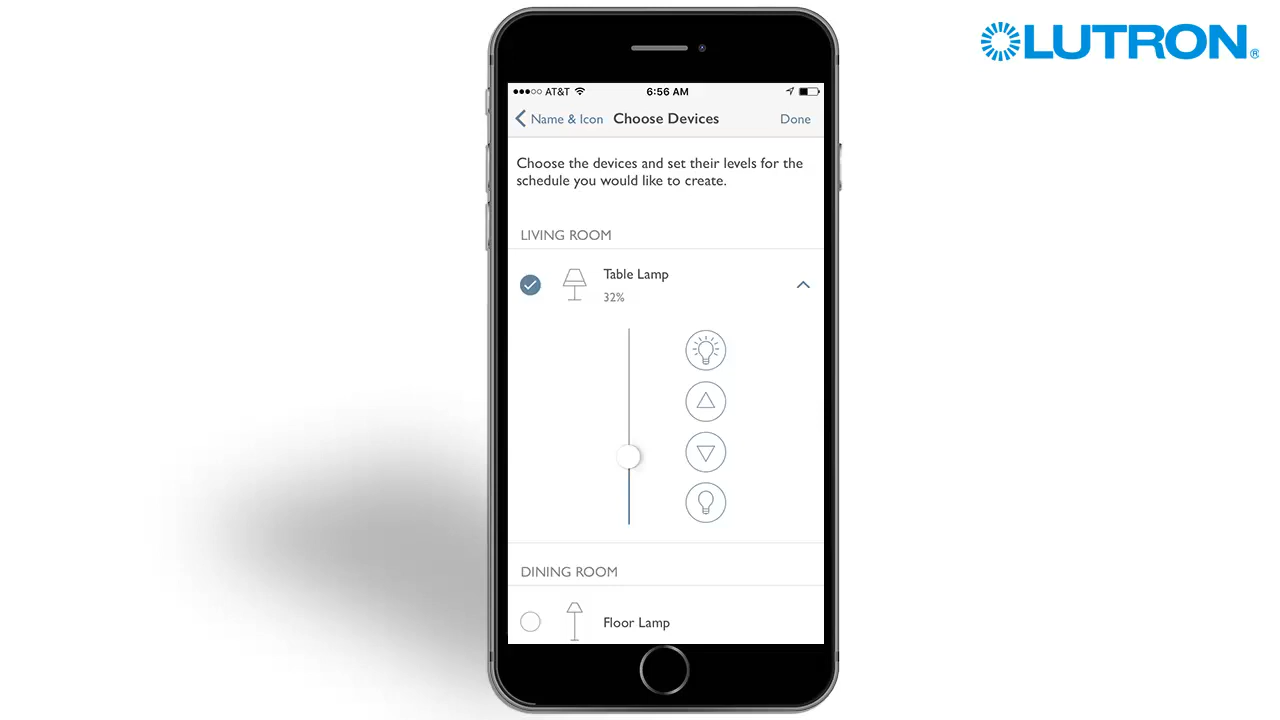 LUTRON®
AT&T 6:56 AM
Name & Icon Choose Devices Done
Choose the devices and set their levels for the
schedule you would like to create.
LIVING ROOM
Table Lamp
32%
DINING ROOM
Floor Lamp